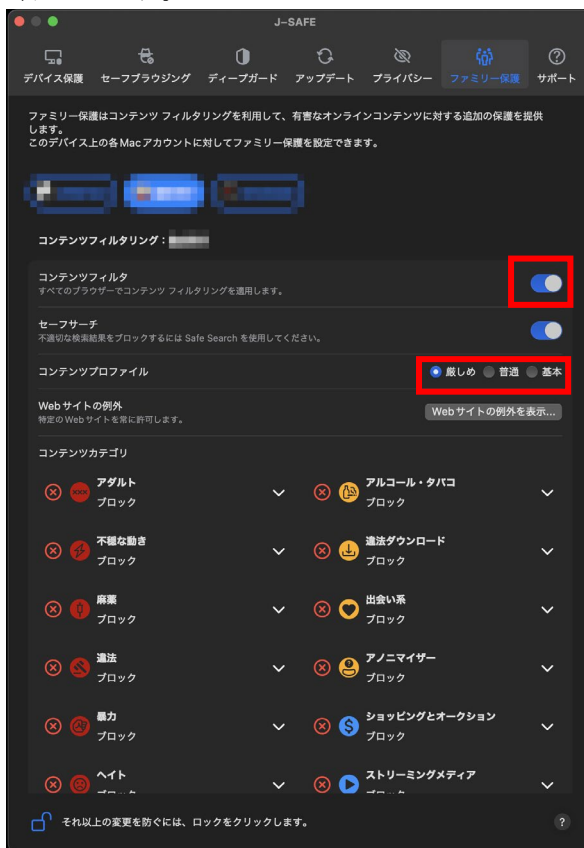 J-SAFE
デバイス保護 セーフブラウジング ディープガード アップデート プライバシー ファミリー保護 サポート
ファミリー保護はコンテンツ フィルタリングを利用して、有害なオンラインコンテンツに対する追加の保護を提供
します。
このデバイス上の各 Mac アカウントに対してファミリー保護を設定できます。
コンテンツフィルタリング：
コンテンツフィルタ
すべてのブラウザーでコンテンツ フィルタリングを適用します。
セーフサーチ
不適切な検索結果をブロックするには Safe Search を使用してください。
コンテンツプロファイル 厳しめ 普通 基本
Web サイトの例外
特定の Web サイトを常に許可します。
Web サイトの例外を表示...
コンテンツカテゴリ
アダルト
ブロック
アルコール・タバコ
ブロック
不穏な動き
ブロック
違法ダウンロード
ブロック
麻薬
ブロック
出会い系
ブロック
違法
ブロック
アノニマイザー
ブロック
暴力
ブロック
ショッピングとオークション
ブロック
ヘイト
ストリーミングメディア
それ以上の変更を防ぐには、ロックをクリックします。
?